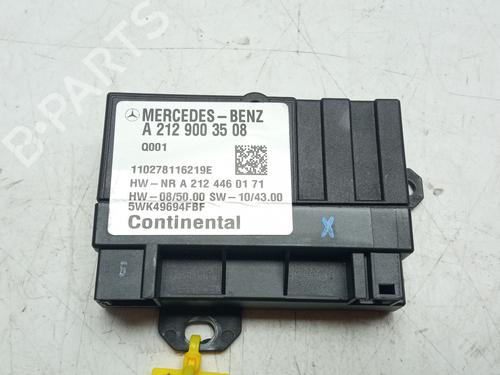 MERCEDES-BENZ
A 212 900 35 08
Q001
110278116219E
HW-NR A 212 446 01 71
HW-08/50.00 SW-10/43.00
5WK49694FBF
Continental
X